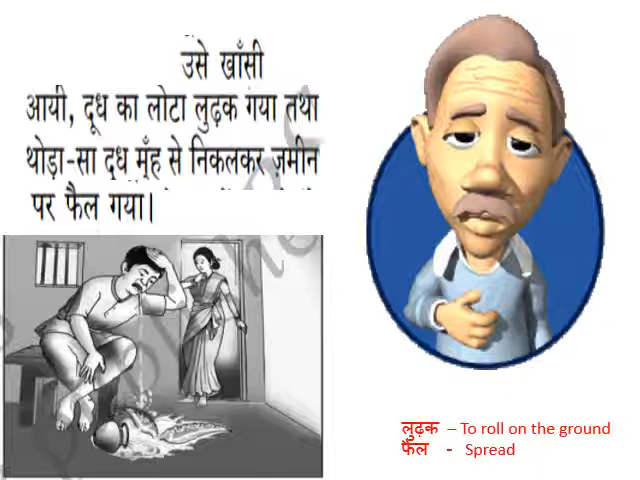 उसे खाँसी
आयी, दूध का लोटा लुढ़क गया तथा
थोड़ा-सा दूध मुँह से निकलकर ज़मीन
पर फैल गया।
लुढ़क – To roll on the ground
फैल - Spread